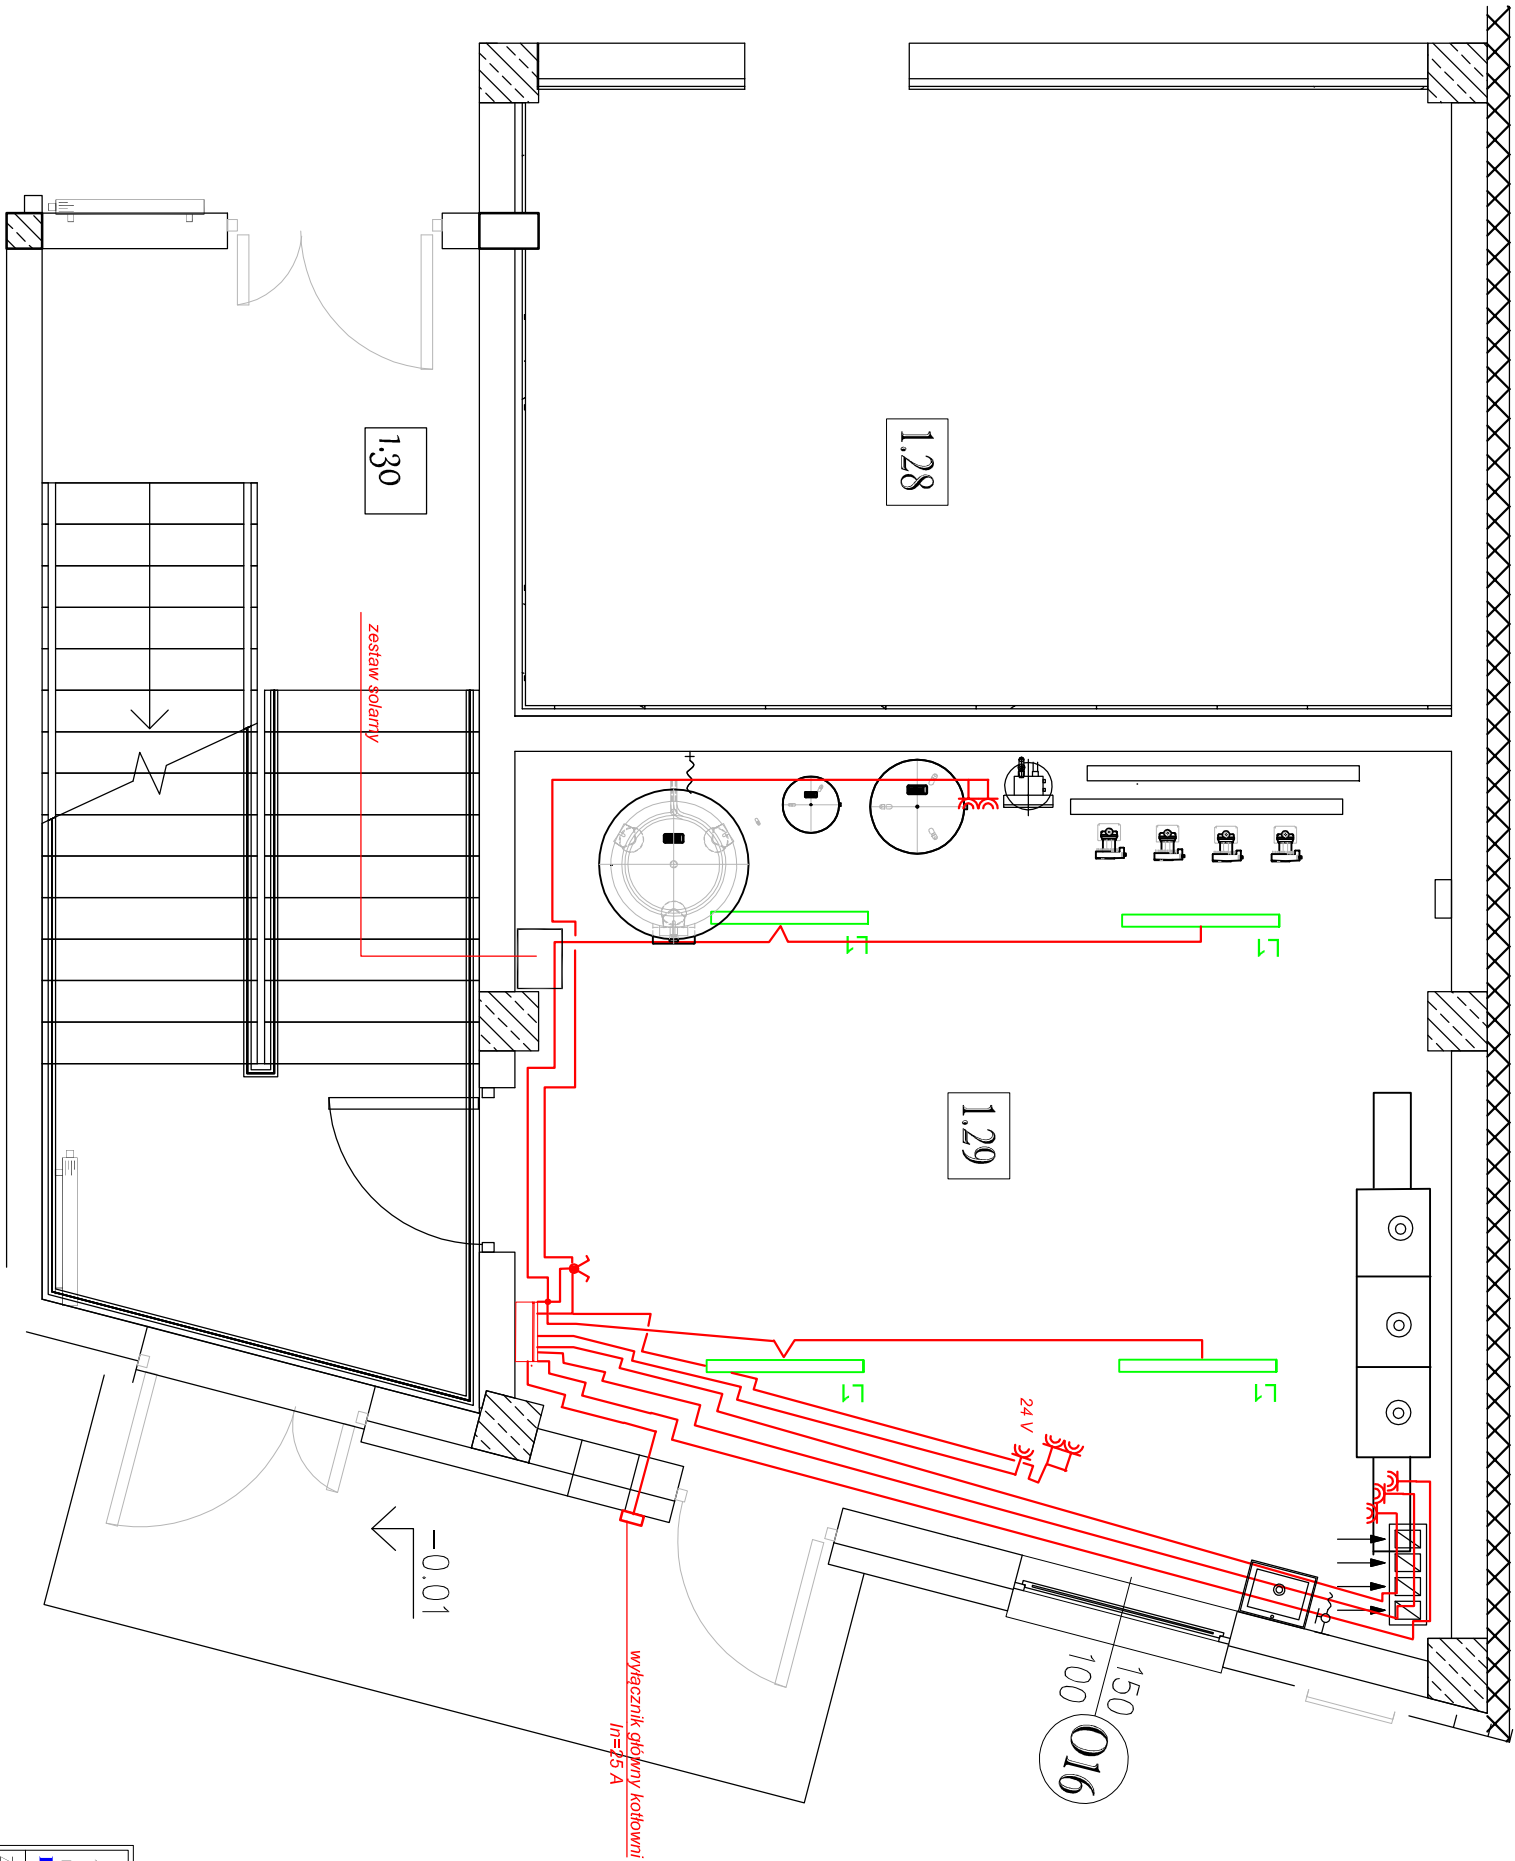 1.28
1.30
zestaw solarny
L1
L1
1.29
L1
L1
24 V
-0.01
150
100
O16
wyłącznik główny kotłowni
In=25 A